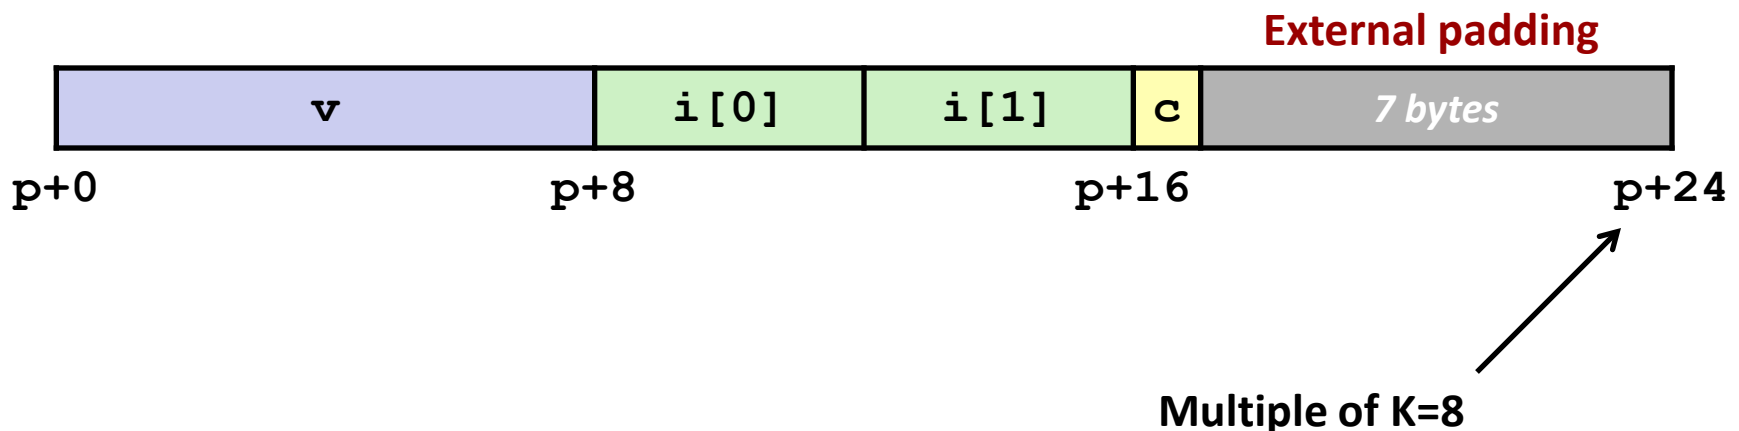 External padding
v i[0] i[1] c 7 bytes
p+0 p+8 p+16 p+24
Multiple of K=8